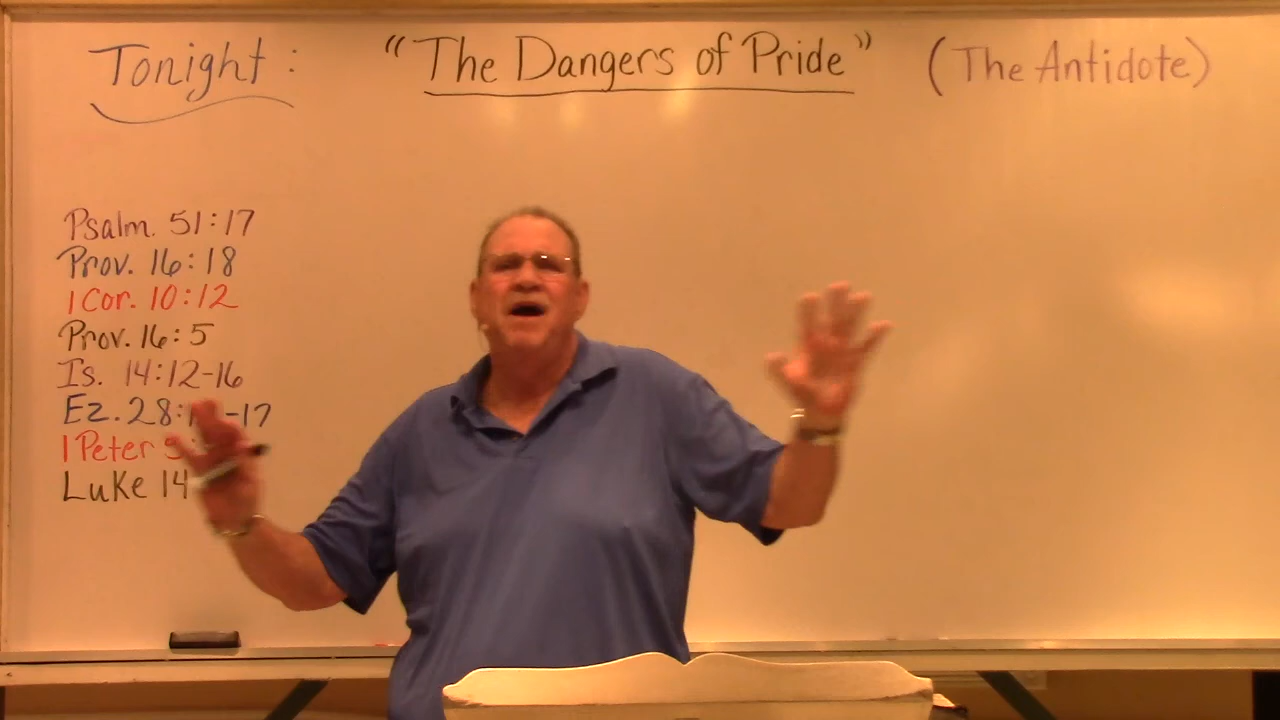 Tonight: "The Dangers of Pride" (The Antidote)
Psalm. 51:17
Prov. 16:18
1 Cor. 10:12
Prov. 16:5
Is. 14:12-16
Ez. 28: -17
1 Peter
Luke 14